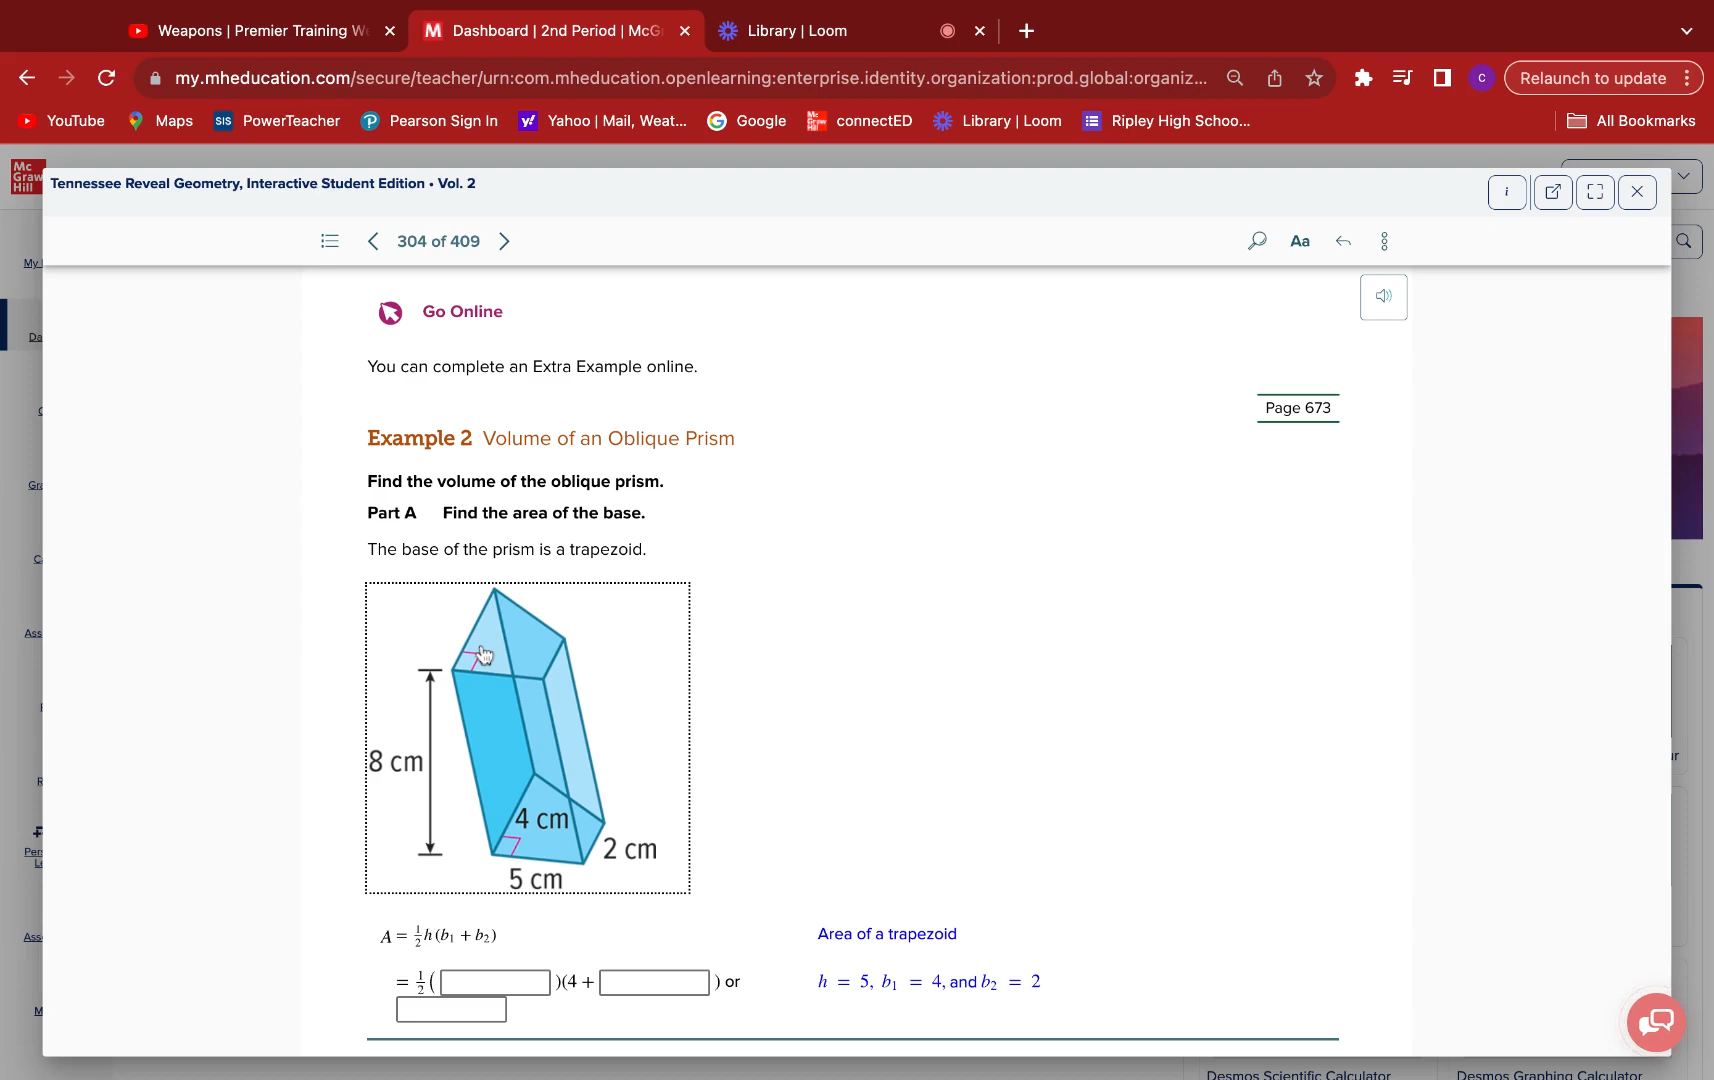 Weapons | Premier Training We
Dashboard | 2nd Period | McG
Library | Loom
my.mheducation.com/secure/teacher/urn:com.mheducation.openlearning:enterprise.identity.organization:prod.global:organiz...
C
Relaunch to update
YouTube
Maps
SIS PowerTeacher
Pearson Sign In
Yahoo | Mail, Weat...
Google
connectED
Library | Loom
Ripley High Schoo...
All Bookmarks
Mc
Graw
Hill
Tennessee Reveal Geometry, Interactive Student Edition • Vol. 2
i
304 of 409
Aa
Go Online
You can complete an Extra Example online.
Page 673
Example 2 Volume of an Oblique Prism
Find the volume of the oblique prism.
Part A Find the area of the base.
The base of the prism is a trapezoid.
8 cm
4 cm
2 cm
5 cm
A = 1/2 h (b₁ + b₂)
Area of a trapezoid
= 1/2 ( )(4 + ) or
h = 5, b₁ = 4, and b₂ = 2
Desmos Scientific Calculator
Desmos Graphing Calculator